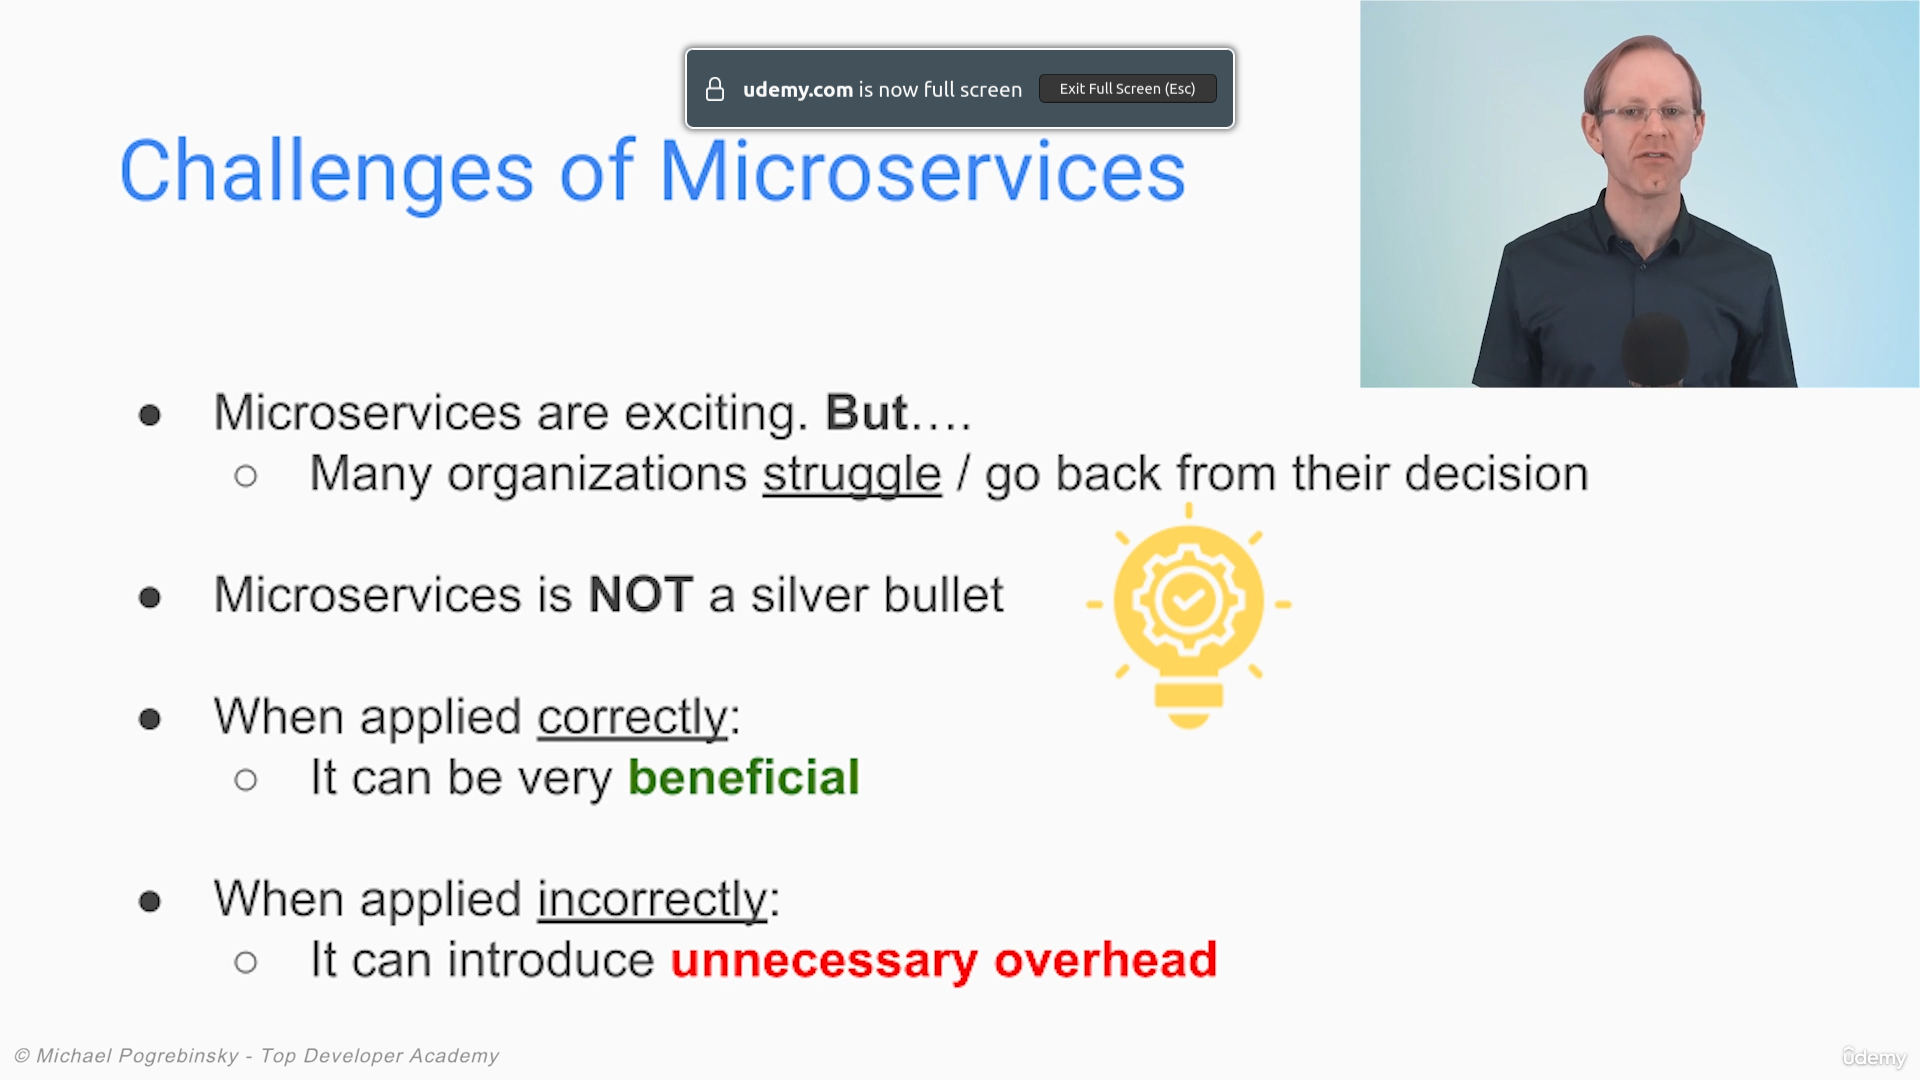 udemy.com is now full screen
Exit Full Screen (Esc)
Challenges of Microservices
● Microservices are exciting. But....
○ Many organizations struggle / go back from their decision
● Microservices is NOT a silver bullet
● When applied correctly:
○ It can be very beneficial
● When applied incorrectly:
○ It can introduce unnecessary overhead
© Michael Pogrebinsky - Top Developer Academy
ûdemy